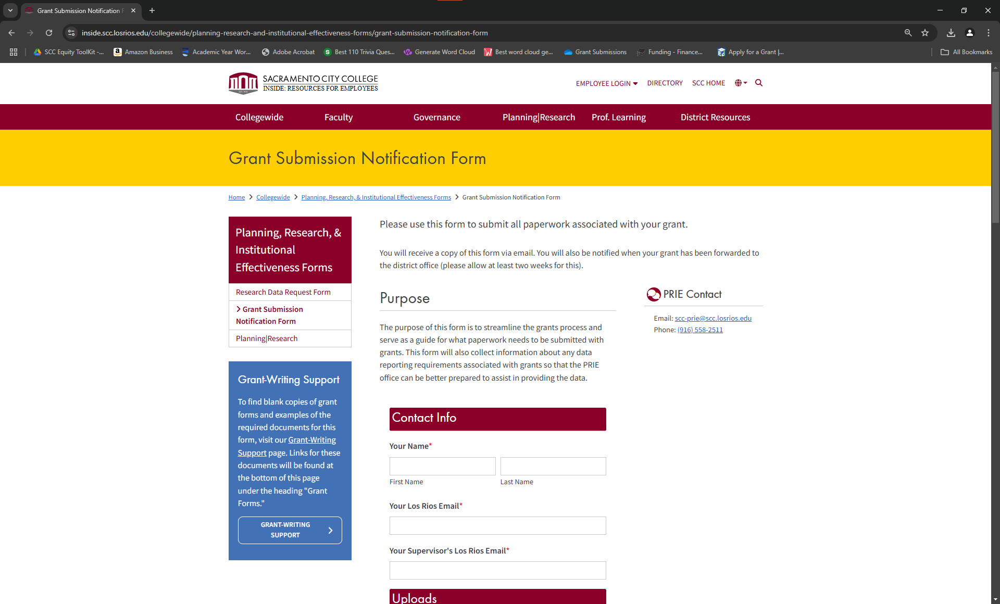 Grant Submission Notification F
inside.scc.losrios.edu/collegewide/planning-research-and-institutional-effectiveness-forms/grant-submission-notification-form
SCC Equity ToolKit -...
Amazon Business
Academic Year Wor...
Adobe Acrobat
Best 110 Trivia Ques...
Generate Word Cloud
Best word cloud ge...
Grant Submissions
Funding - Finance...
Apply for a Grant |...
All Bookmarks
SACRAMENTO CITY COLLEGE
INSIDE: RESOURCES FOR EMPLOYEES
EMPLOYEE LOGIN
DIRECTORY
SCC HOME
Collegewide
Faculty
Governance
Planning|Research
Prof. Learning
District Resources
Grant Submission Notification Form
Home > Collegewide > Planning, Research, & Institutional Effectiveness Forms > Grant Submission Notification Form
Planning, Research, &
Institutional
Effectiveness Forms
Research Data Request Form
> Grant Submission
Notification Form
Planning|Research
Grant-Writing Support
To find blank copies of grant
forms and examples of the
required documents for this
form, visit our Grant-Writing
Support page. Links for these
documents will be found at
the bottom of this page
under the heading "Grant
Forms."
GRANT-WRITING
SUPPORT
Please use this form to submit all paperwork associated with your grant.
You will receive a copy of this form via email. You will also be notified when your grant has been forwarded to
the district office (please allow at least two weeks for this).
Purpose
The purpose of this form is to streamline the grants process and
serve as a guide for what paperwork needs to be submitted with
grants. This form will also collect information about any data
reporting requirements associated with grants so that the PRIE
office can be better prepared to assist in providing the data.
PRIE Contact
Email: scc-prie@scc.losrios.edu
Phone: (916) 558-2511
Contact Info
Your Name*
First Name
Last Name
Your Los Rios Email*
Your Supervisor's Los Rios Email*
Uploads